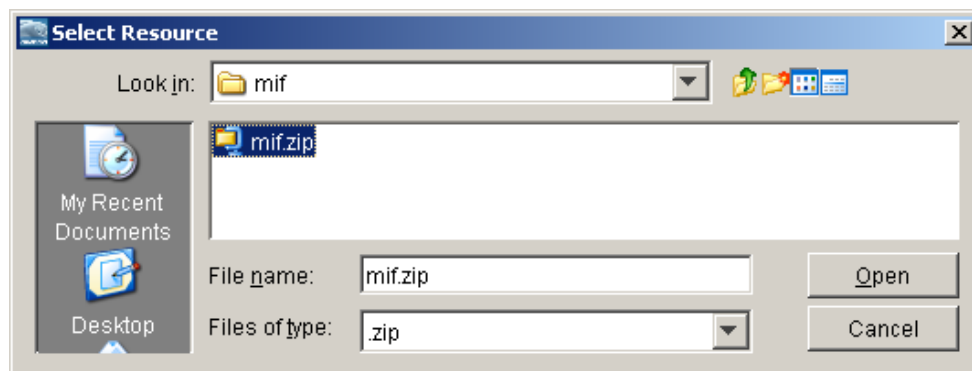 Select Resource
Look in:
mif
mif.zip
My Recent
Documents
File name:
mif.zip
Open
Desktop
Files of type:
.zip
Cancel